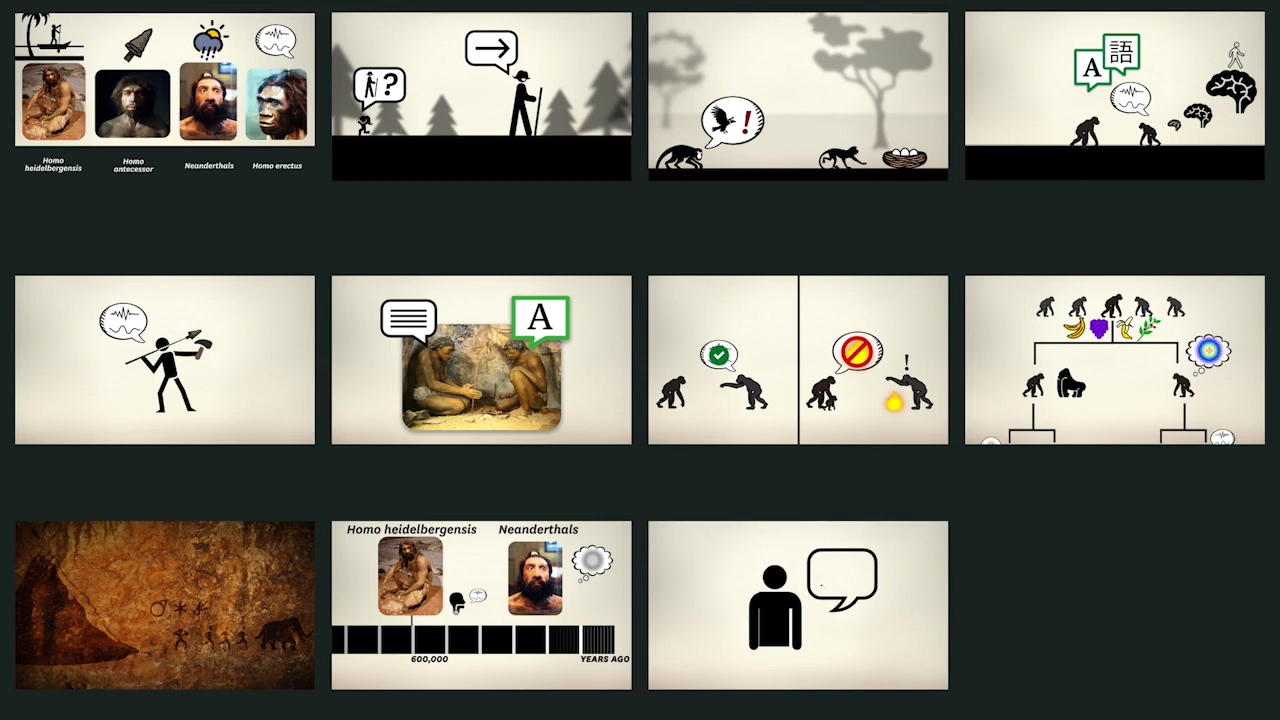 Homo
heidelbergensis
Homo
antecessor
Neanderthals
Homo erectus
?
!
A
語
A
!
Homo heidelbergensis
Neanderthals
600,000
YEARS AGO